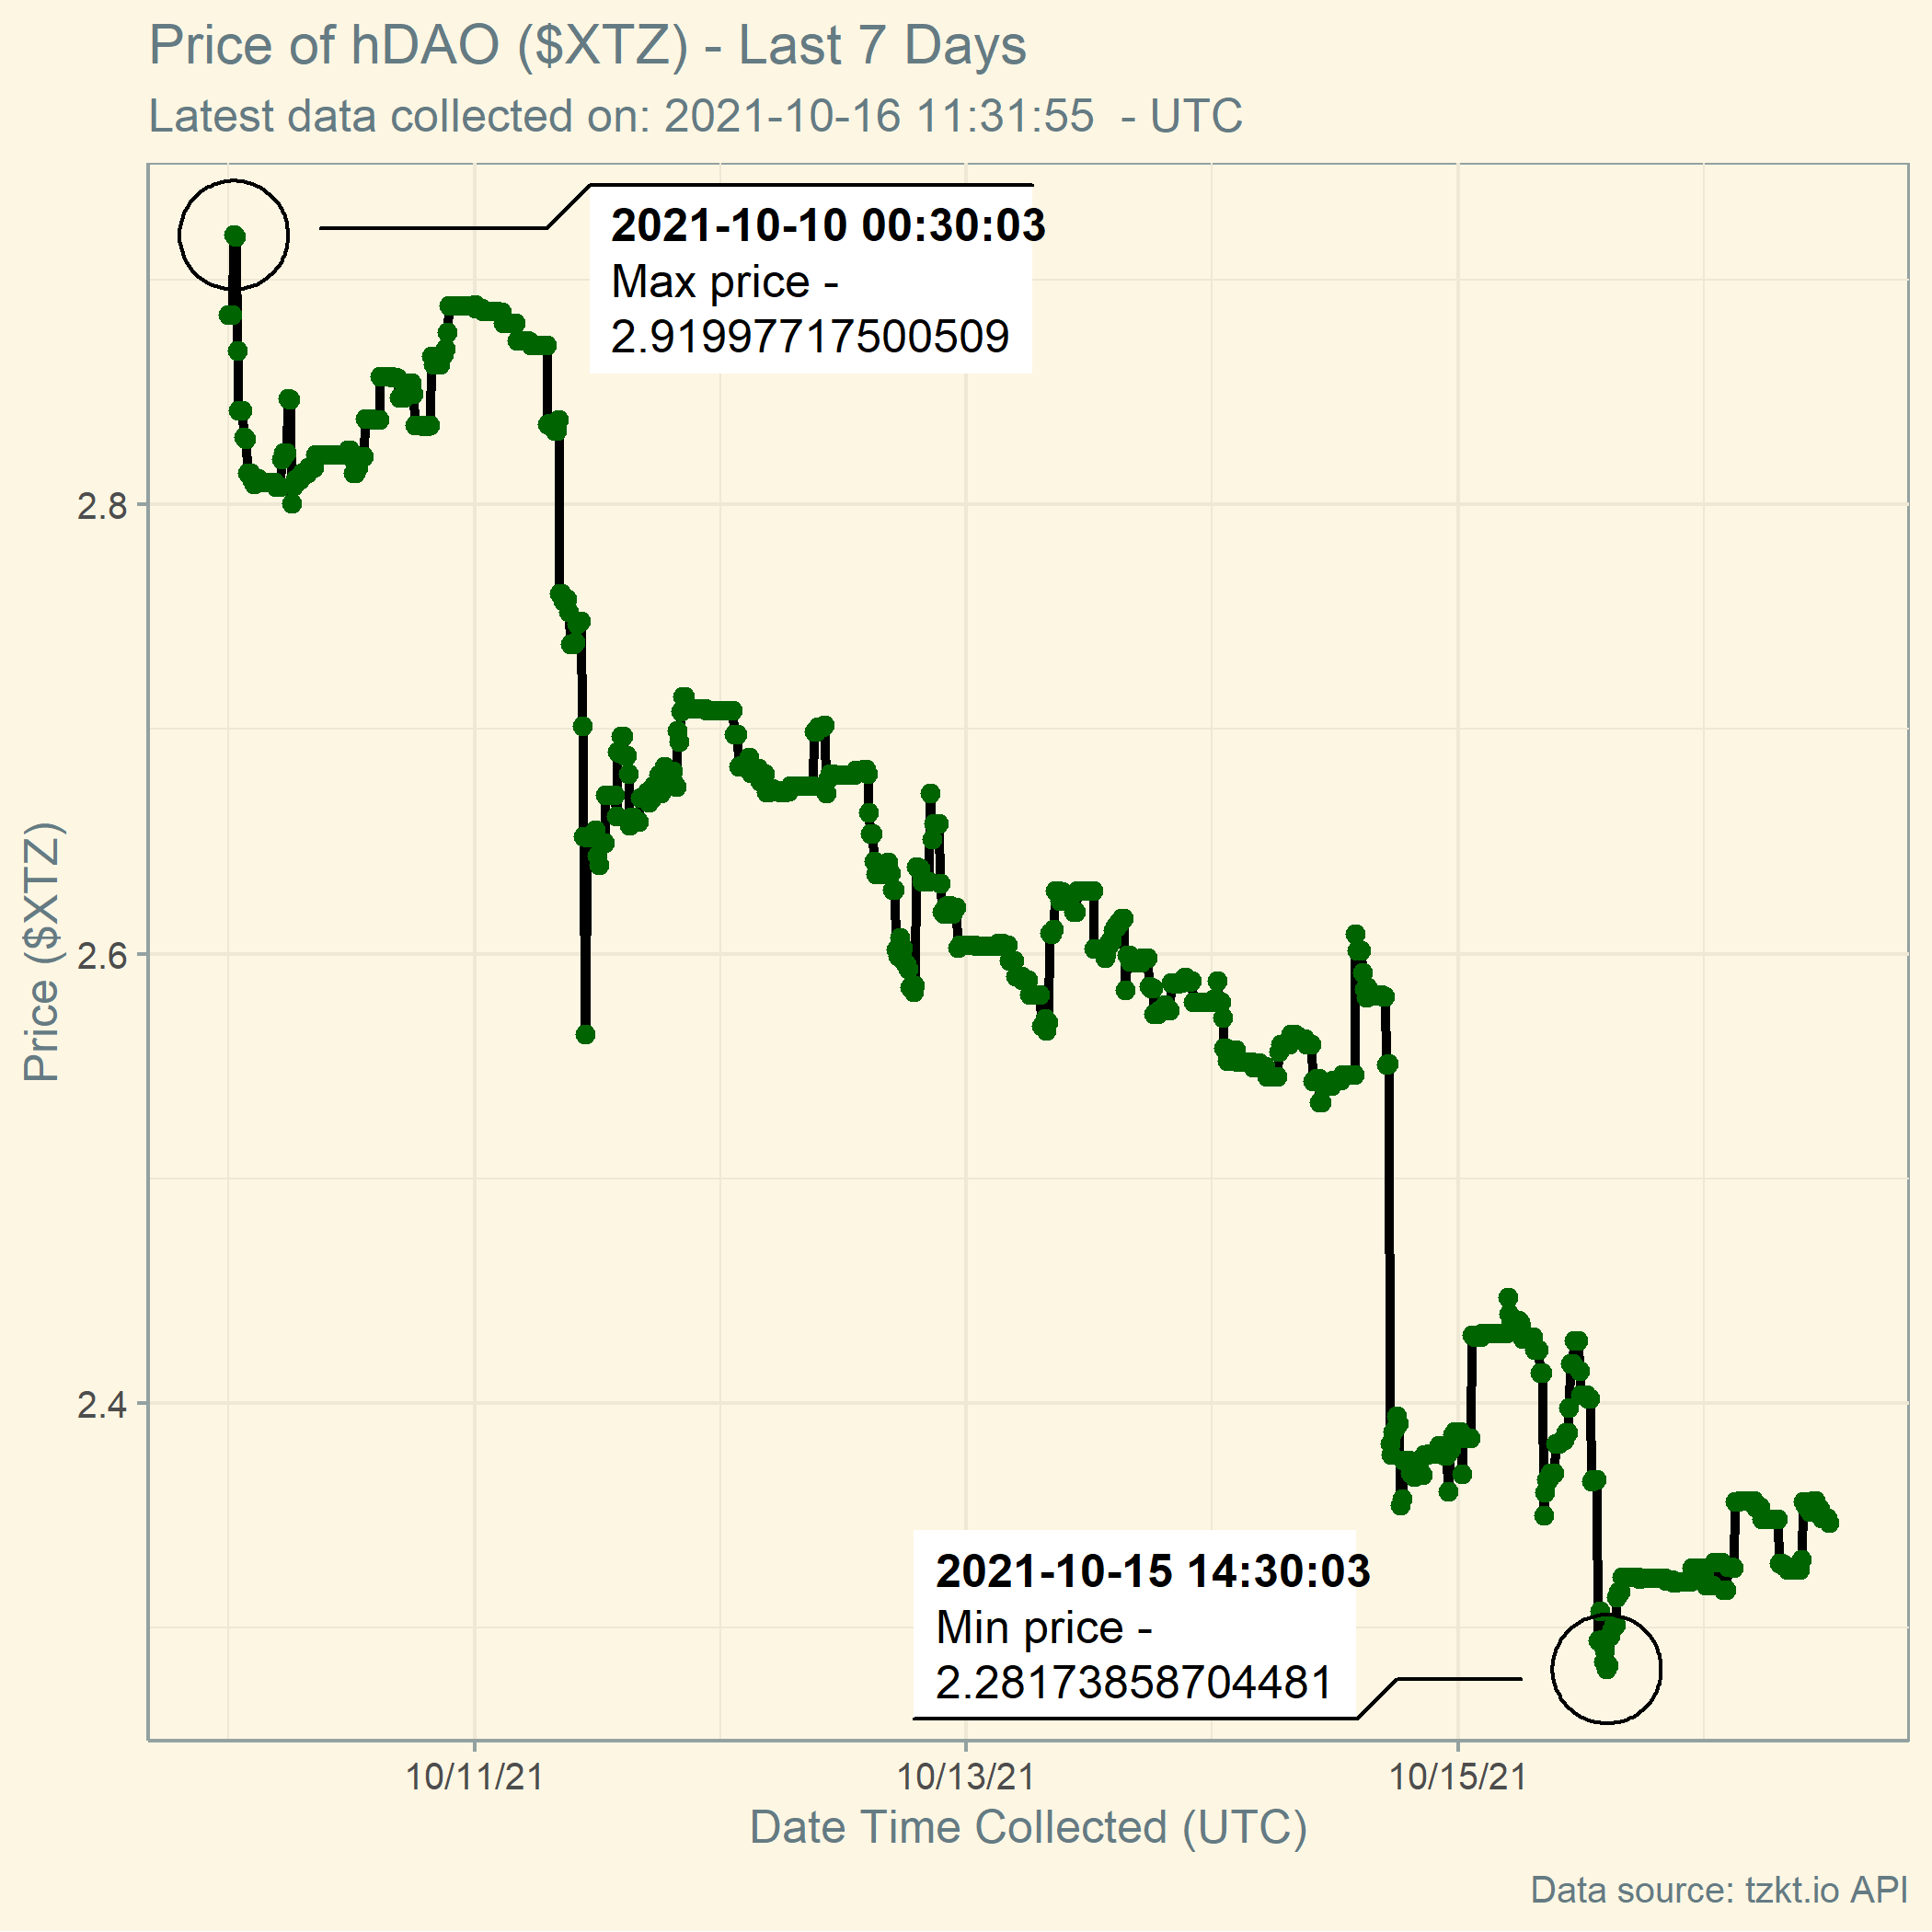 Price of hDAO ($XTZ) - Last 7 Days
Latest data collected on: 2021-10-16 11:31:55  - UTC
2021-10-10 00:30:03
Max price -
2.91997717500509
2.8
2.6
2.4
Price ($XTZ)
2021-10-15 14:30:03
Min price -
2.28173858704481
10/11/21
10/13/21
10/15/21
Date Time Collected (UTC)
Data source: tzkt.io API